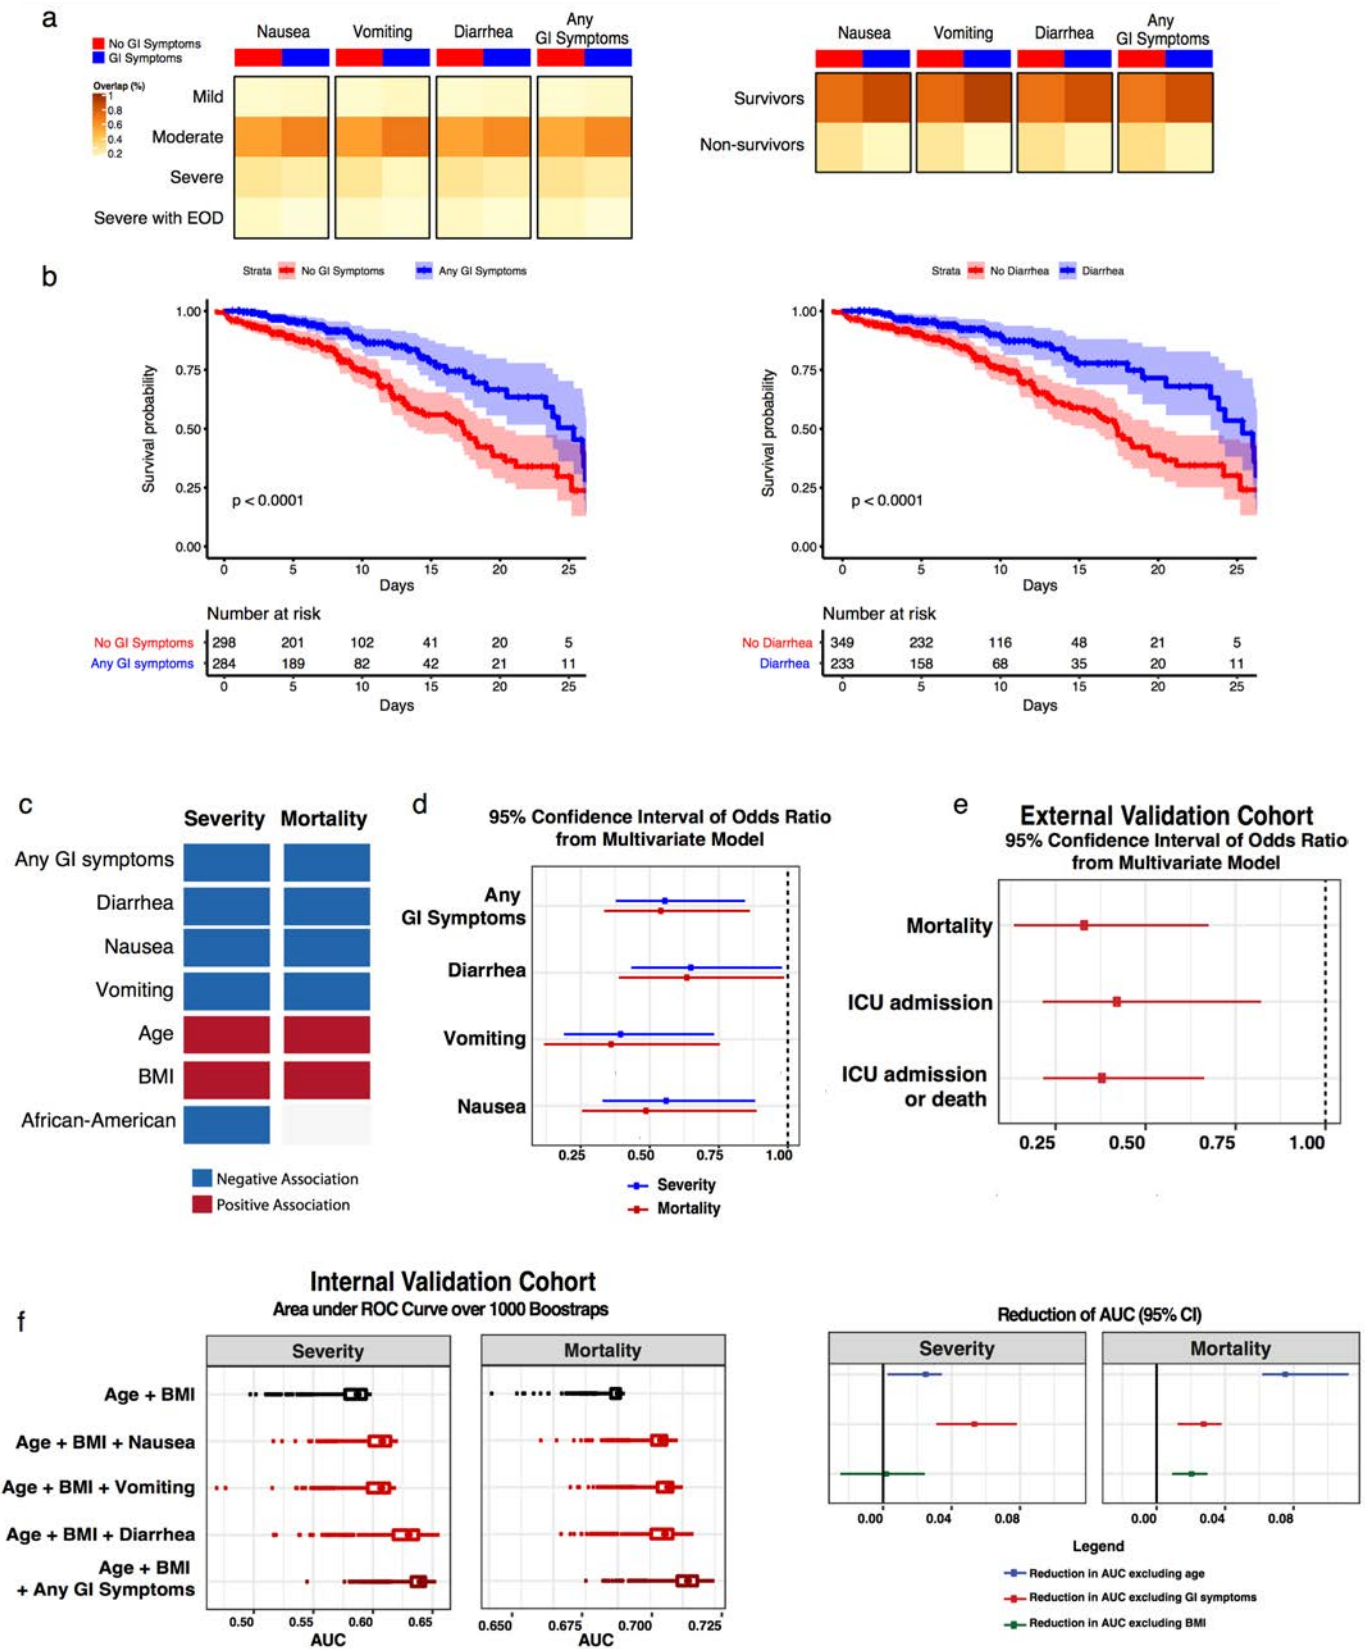 a
No GI Symptoms
GI Symptoms
Overlap (%)
1
0.8
0.6
0.4
0.2
Nausea Vomiting Diarrhea Any GI Symptoms
Mild
Moderate
Severe
Severe with EOD
Nausea Vomiting Diarrhea Any GI Symptoms
Survivors
Non-survivors
b
Strata No GI Symptoms Any GI Symptoms
Survival probability
1.00
0.75
0.50
0.25
0.00
p < 0.0001
0 5 10 15 20 25
Days
Number at risk
No GI Symptoms 298 201 102 41 20 5
Any GI symptoms 284 189 82 42 21 11
0 5 10 15 20 25
Days
Strata No Diarrhea Diarrhea
Survival probability
1.00
0.75
0.50
0.25
0.00
p < 0.0001
0 5 10 15 20 25
Days
Number at risk
No Diarrhea 349 232 116 48 21 5
Diarrhea 233 158 68 35 20 11
0 5 10 15 20 25
Days
c
Severity Mortality
Any GI symptoms
Diarrhea
Nausea
Vomiting
Age
BMI
African-American
Negative Association
Positive Association
d
95% Confidence Interval of Odds Ratio
from Multivariate Model
Any
GI Symptoms
Diarrhea
Vomiting
Nausea
0.25 0.50 0.75 1.00
Severity
Mortality
e
External Validation Cohort
95% Confidence Interval of Odds Ratio
from Multivariate Model
Mortality
ICU admission
ICU admission
or death
0.25 0.50 0.75 1.00
f
Internal Validation Cohort
Area under ROC Curve over 1000 Boostraps
Severity Mortality
Age + BMI
Age + BMI + Nausea
Age + BMI + Vomiting
Age + BMI + Diarrhea
Age + BMI
+ Any GI Symptoms
0.50 0.55 0.60 0.65
AUC
0.650 0.675 0.700 0.725
AUC
Reduction of AUC (95% CI)
Severity Mortality
0.00 0.04 0.08
0.00 0.04 0.08
Legend
Reduction in AUC excluding age
Reduction in AUC excluding GI symptoms
Reduction in AUC excluding BMI